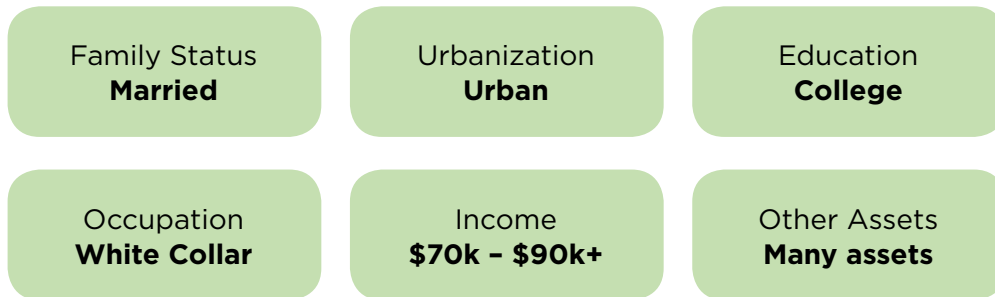 Family Status
Married
Urbanization
Urban
Education
College
Occupation
White Collar
Income
$70k – $90k+
Other Assets
Many assets